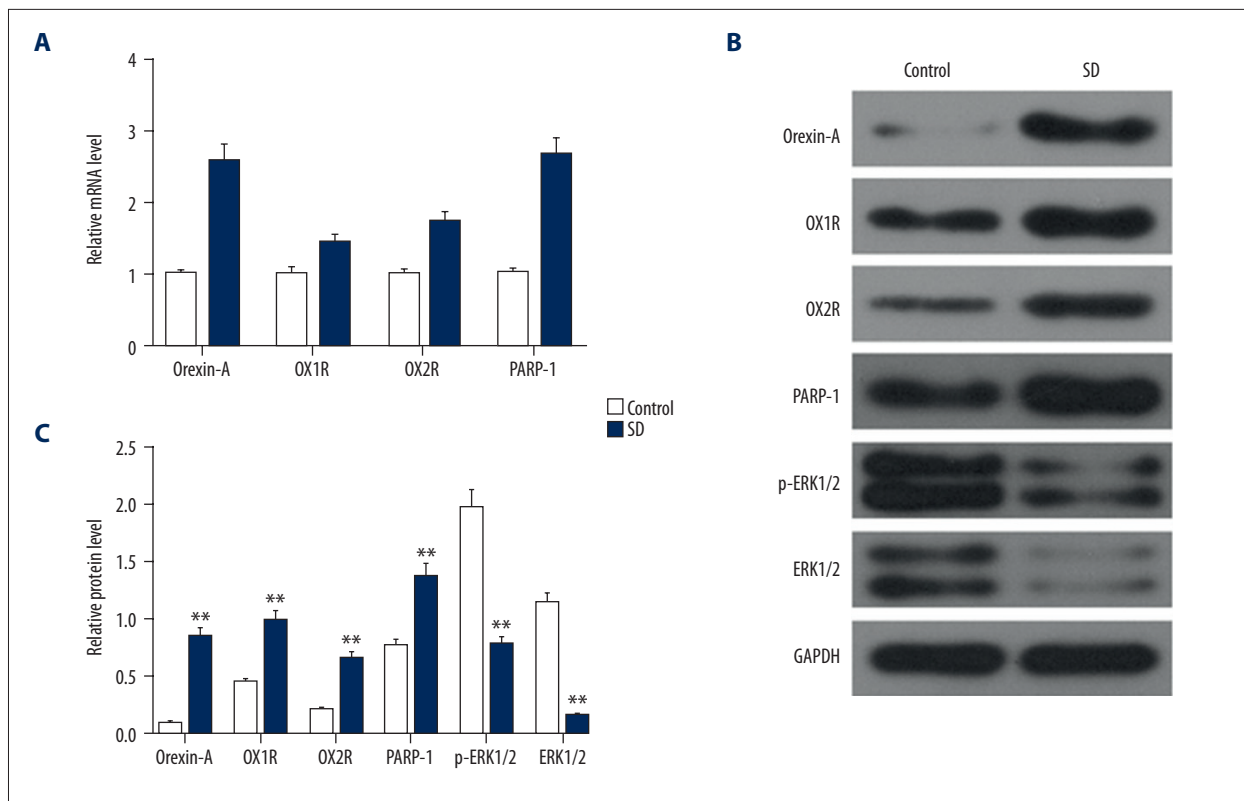 A
Relative mRNA level
4
3
2
1
0
Orexin-A OX1R OX2R PARP-1
Control
SD
B
Control SD
Orexin-A
OX1R
OX2R
PARP-1
p-ERK1/2
ERK1/2
GAPDH
C
Relative protein level
2.5
2.0
1.5
1.0
0.5
0.0
** ** ** ** ** **
Orexin-A OX1R OX2R PARP-1 p-ERK1/2 ERK1/2